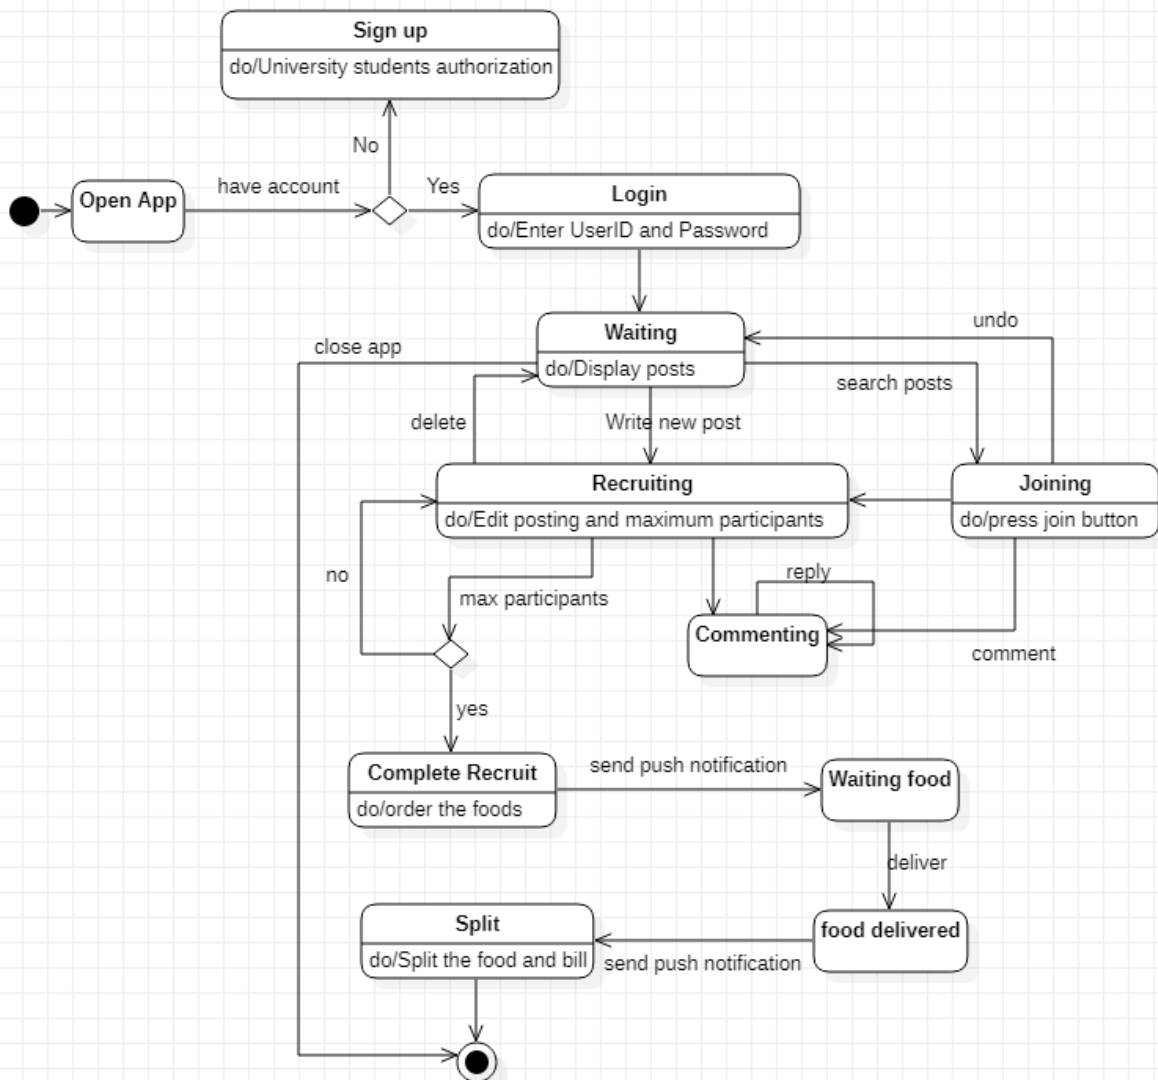 Sign up
do/University students authorization
No
have account
Yes
Open App
Login
do/Enter UserID and Password
Waiting
do/Display posts
undo
close app
search posts
delete
Write new post
Recruiting
do/Edit posting and maximum participants
Joining
do/press join button
no
max participants
reply
Commenting
comment
yes
Complete Recruit
do/order the foods
send push notification
Waiting food
deliver
Split
do/Split the food and bill
food delivered
send push notification